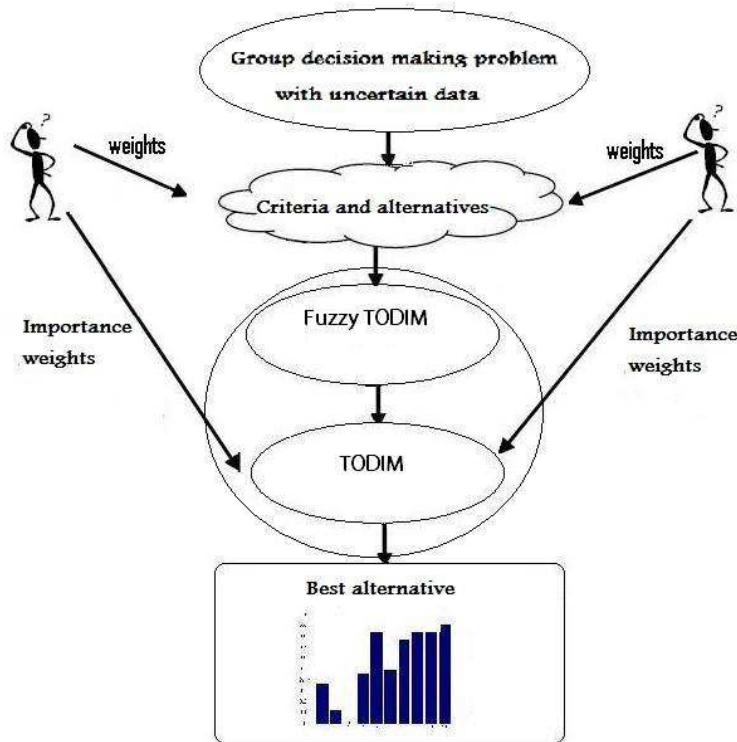 Group decision making problem
with uncertain data
?
?
weights
weights
Criteria and alternatives
Fuzzy TODIM
Importance
weights
Importance
weights
TODIM
Best alternative